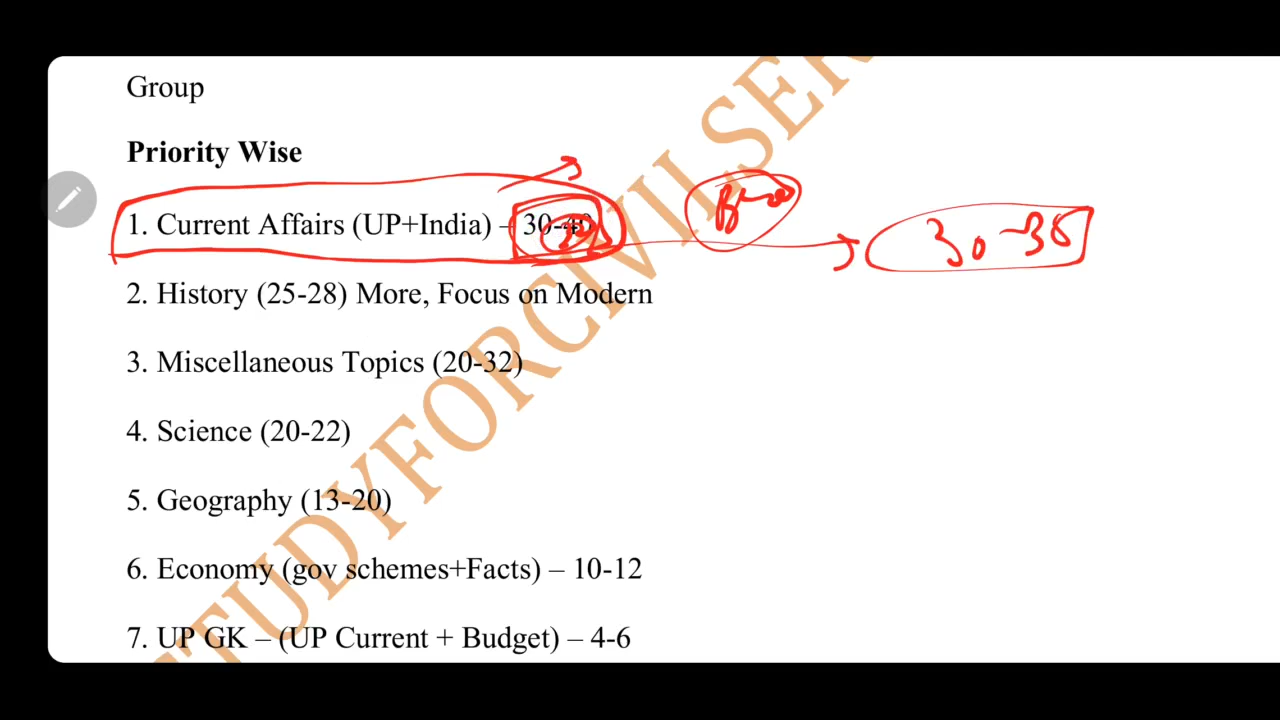 Group
Priority Wise
1. Current Affairs (UP+India) – 30-40
30-38
2. History (25-28) More, Focus on Modern
3. Miscellaneous Topics (20-32)
4. Science (20-22)
5. Geography (13-20)
6. Economy (gov schemes+Facts) – 10-12
7. UP GK – (UP Current + Budget) – 4-6
STUDYFORCIVILSER